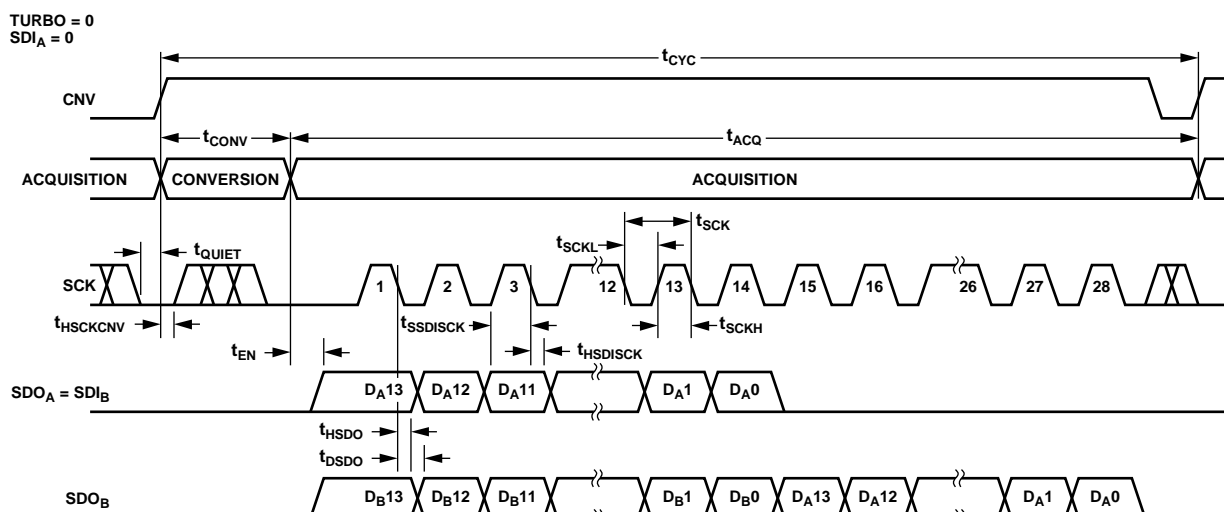 TURBO = 0
SDIA = 0
tCYC
CNV
tCONV
tACQ
ACQUISITION
CONVERSION
ACQUISITION
tSCK
tQUIET
tSCKL
SCK
1
2
3
12
13
14
15
16
26
27
28
tHSCKCNV
tSSDISCK
tSCKH
tEN
tHSDISCK
SDOA = SDIB
DA13
DA12
DA11
DA1
DA0
tHSDO
tDSDO
SDOB
DB13
DB12
DB11
DB1
DB0
DA13
DA12
DA1
DA0